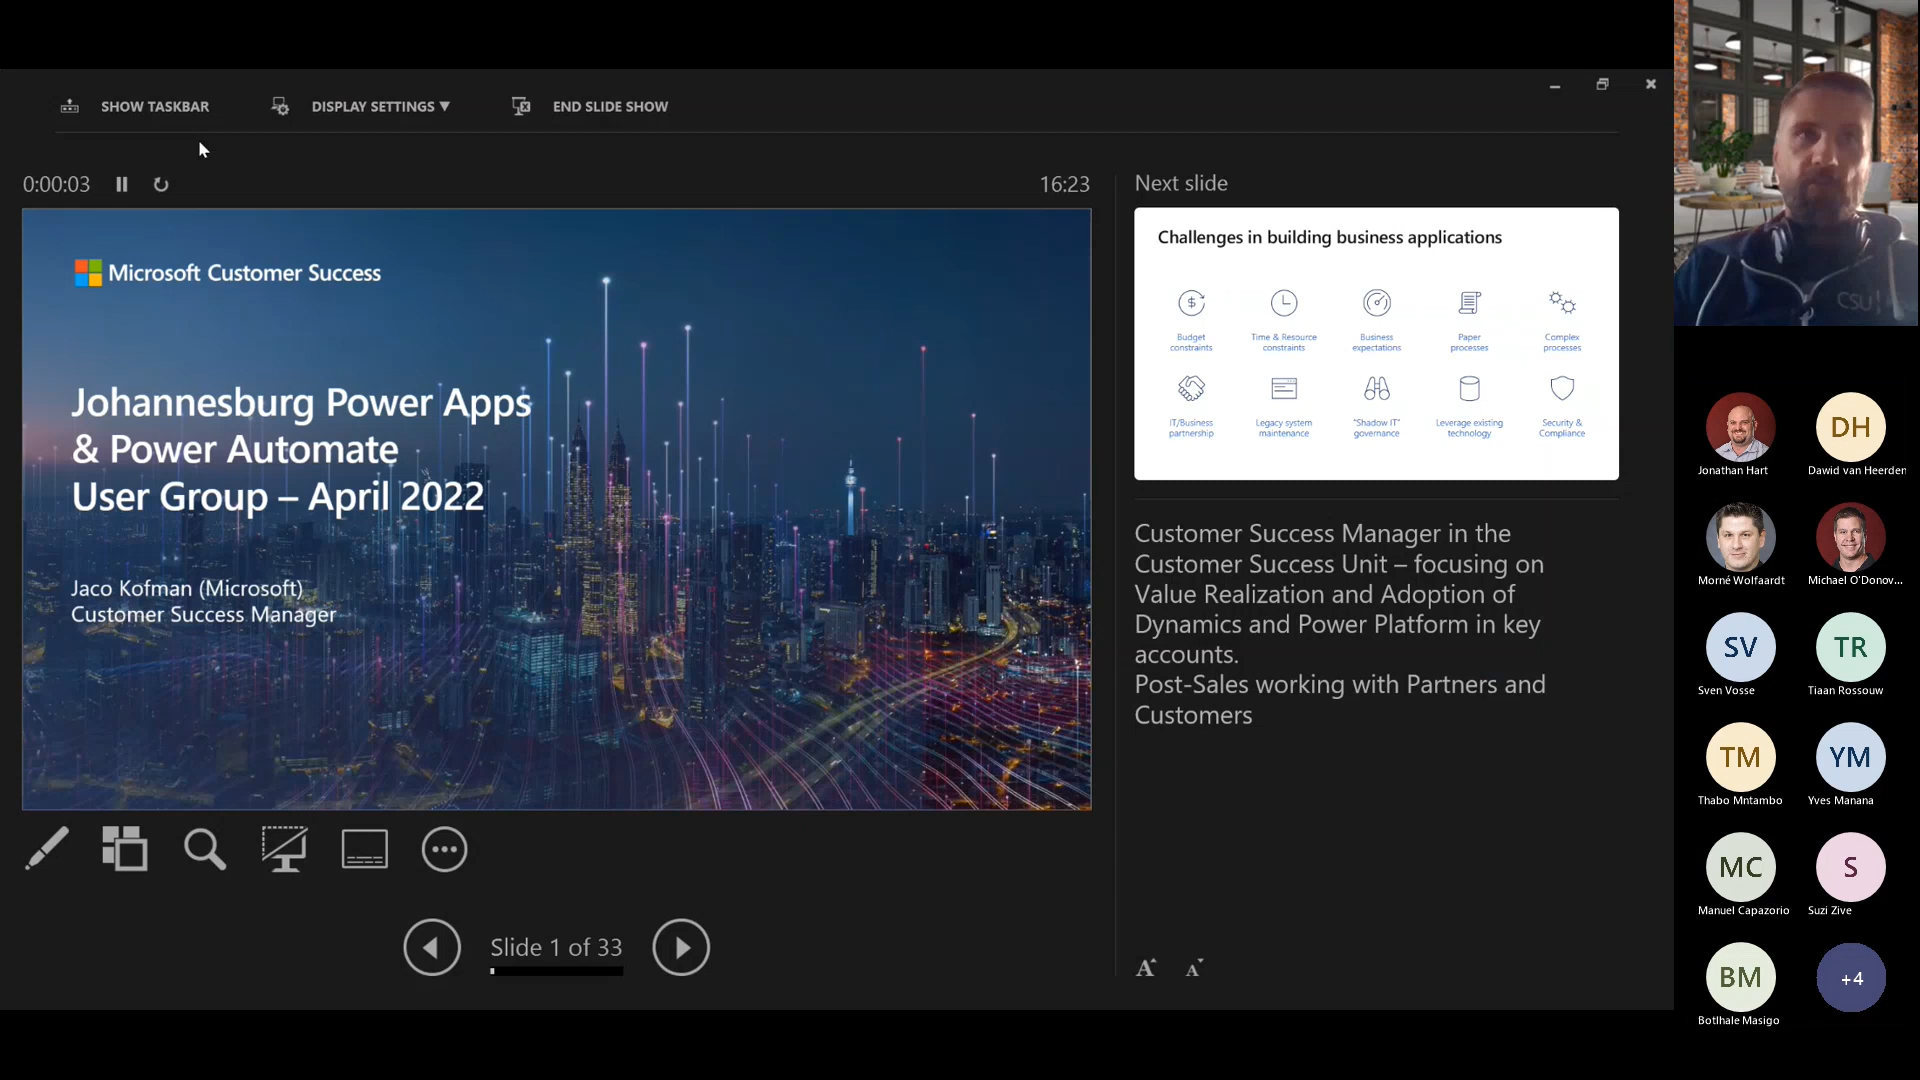 SHOW TASKBAR
DISPLAY SETTINGS ▼
END SLIDE SHOW
0:00:03
16:23
Microsoft Customer Success
Johannesburg Power Apps
& Power Automate
User Group – April 2022
Jaco Kofman (Microsoft)
Customer Success Manager
Slide 1 of 33
Next slide
Challenges in building business applications
Budget
constraints
Time & Resource
constraints
Business
expectations
Paper
processes
Complex
processes
IT/Business
partnership
Legacy system
maintenance
"Shadow IT"
governance
Leverage existing
technology
Security &
Compliance
Customer Success Manager in the
Customer Success Unit – focusing on
Value Realization and Adoption of
Dynamics and Power Platform in key
accounts.
Post-Sales working with Partners and
Customers
A A
CSU
Jonathan Hart
DH
Dawid van Heerden
Morné Wolfaardt
Michael O'Donov...
SV
Sven Vosse
TR
Tiaan Rossouw
TM
Thabo Mntambo
YM
Yves Manana
MC
Manuel Capazorio
S
Suzi Zive
BM
Botlhale Masigo
+4